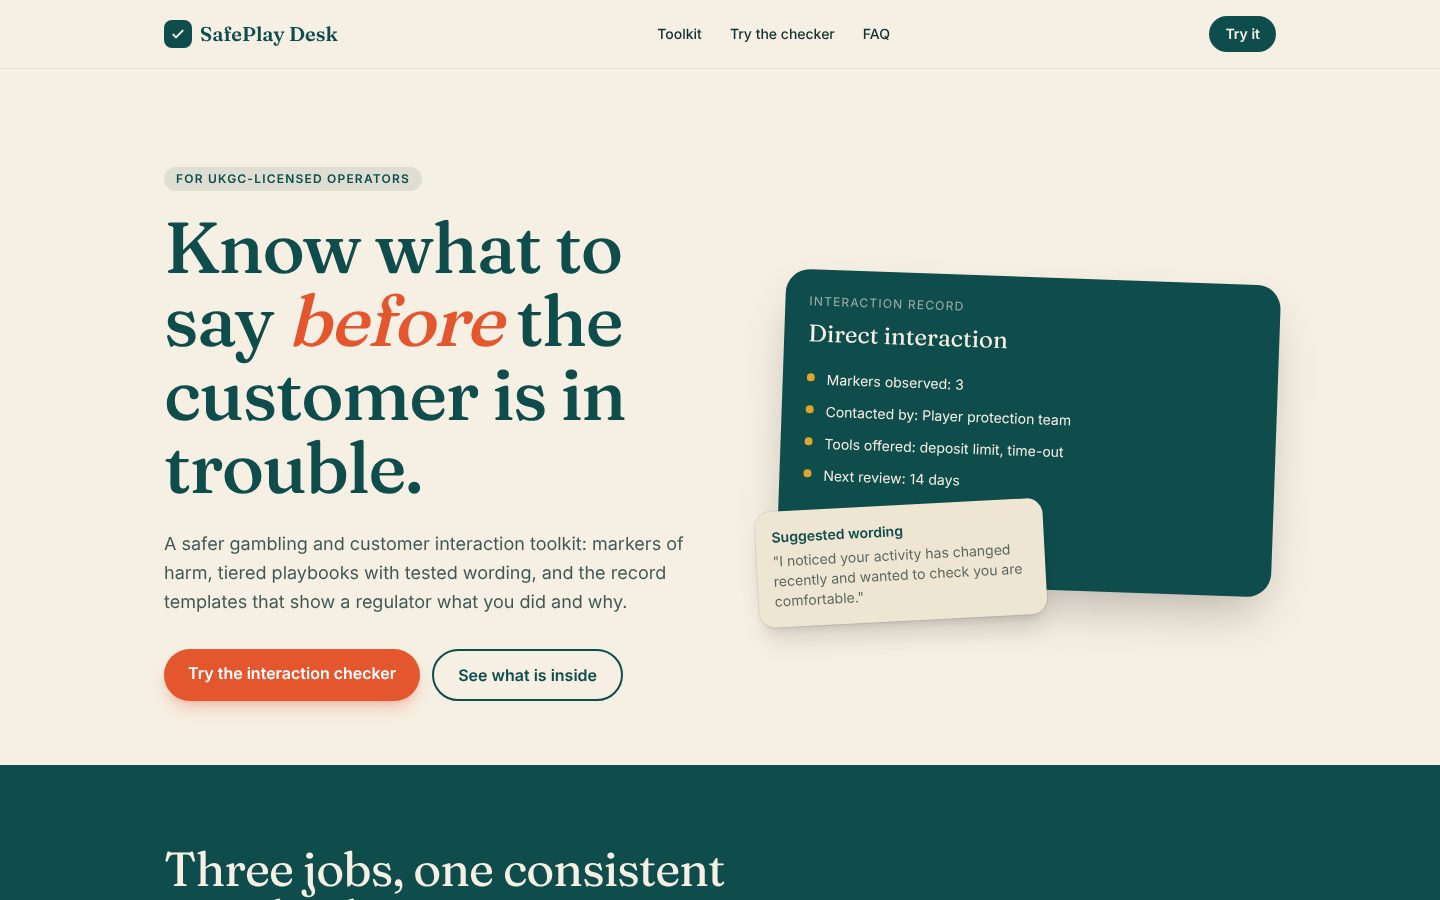 SafePlay Desk
Toolkit
Try the checker
FAQ
Try it
FOR UKGC-LICENSED OPERATORS
Know what to
say before the
customer is in
trouble.
A safer gambling and customer interaction toolkit: markers of
harm, tiered playbooks with tested wording, and the record
templates that show a regulator what you did and why.
Try the interaction checker
See what is inside
INTERACTION RECORD
Direct interaction
Markers observed: 3
Contacted by: Player protection team
Tools offered: deposit limit, time-out
Next review: 14 days
Suggested wording
"I noticed your activity has changed
recently and wanted to check you are
comfortable."
Three jobs, one consistent